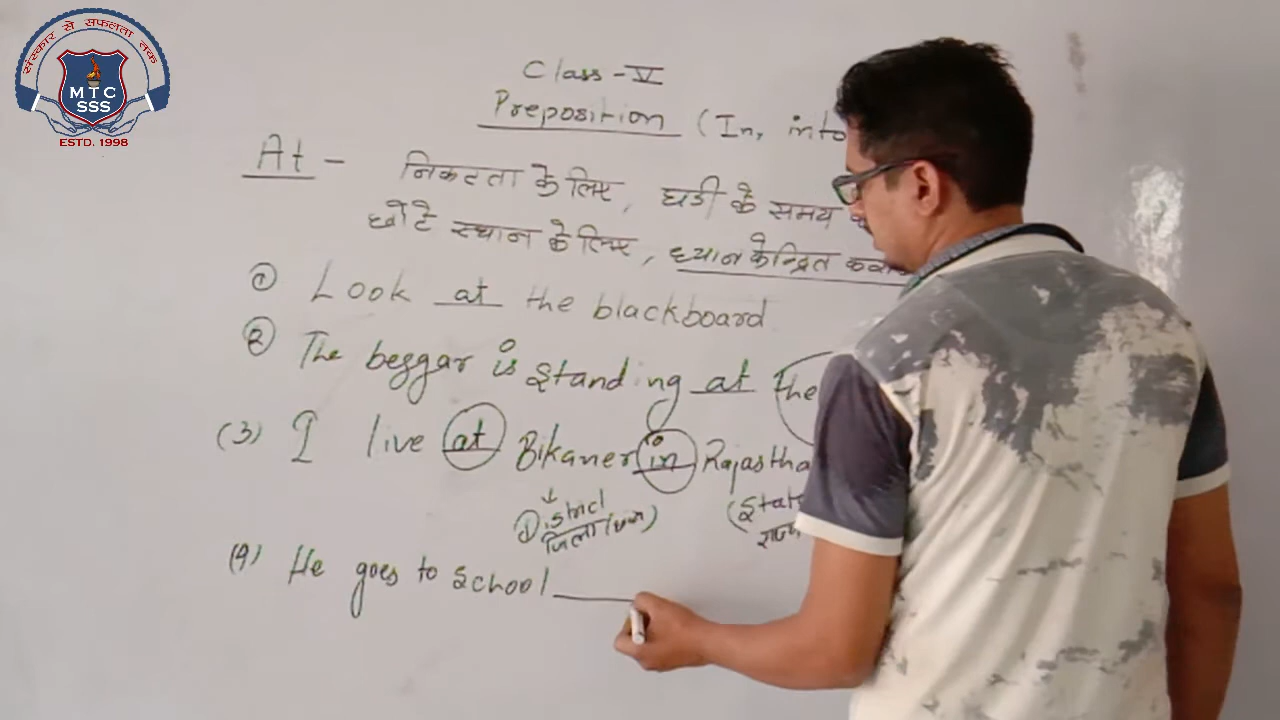 संस्कार से सफलता तक
MTC
SSS
ESTD. 1998
Class - V
Preposition (In, into
At - निकटता के लिए, घडी के समय
छोटे स्थान के लिए, ध्यान केन्द्रित
① Look at the blackboard
② The beggar is standing at the
(3) I live at Bikaner in Rajastha
↓ District
जिला
(State
(4) He goes to school ____